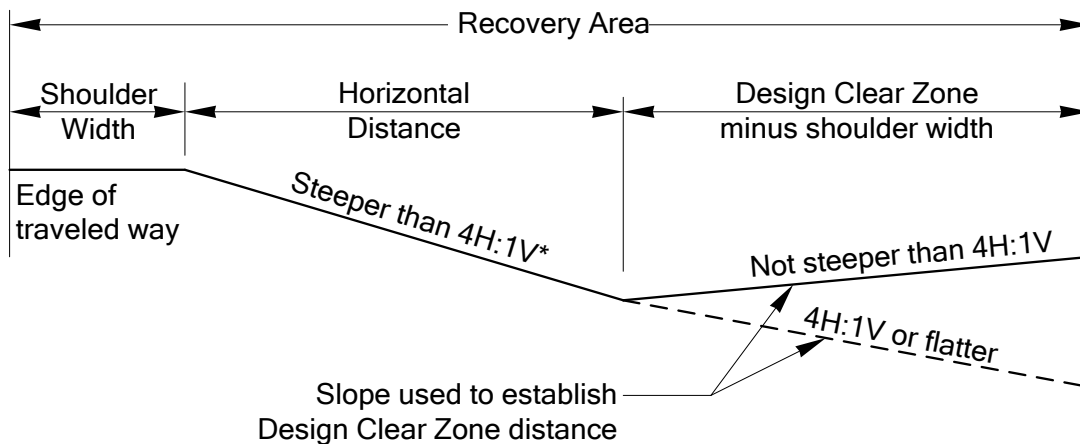 Recovery Area
Shoulder
Width
Horizontal
Distance
Design Clear Zone
minus shoulder width
Edge of
traveled way
Steeper than 4H:1V*
Not steeper than 4H:1V
4H:1V or flatter
Slope used to establish
Design Clear Zone distance